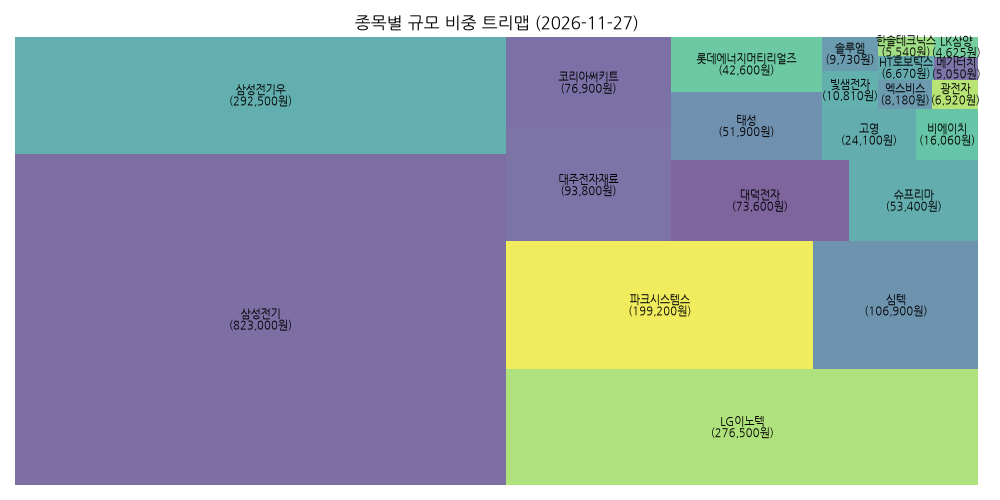 종목별 규모 비중 트리맵 (2026-11-27)
삼성전기우
(292,500원)
삼성전기
(823,000원)
코리아써키트
(76,900원)
대주전자재료
(93,800원)
롯데에너지머티리얼즈
(42,600원)
태성
(51,900원)
대덕전자
(73,600원)
슈프리마
(53,400원)
솔루엠
(9,730원)
빛샘전자
(10,810원)
한솔테크닉스
(5,540원)
LK삼양
(4,625원)
HT로보틱스
(6,670원)
메가터치
(5,050원)
엑스비스
(8,180원)
광전자
(6,920원)
고영
(24,100원)
비에이치
(16,060원)
파크시스템스
(199,200원)
심텍
(106,900원)
LG이노텍
(276,500원)